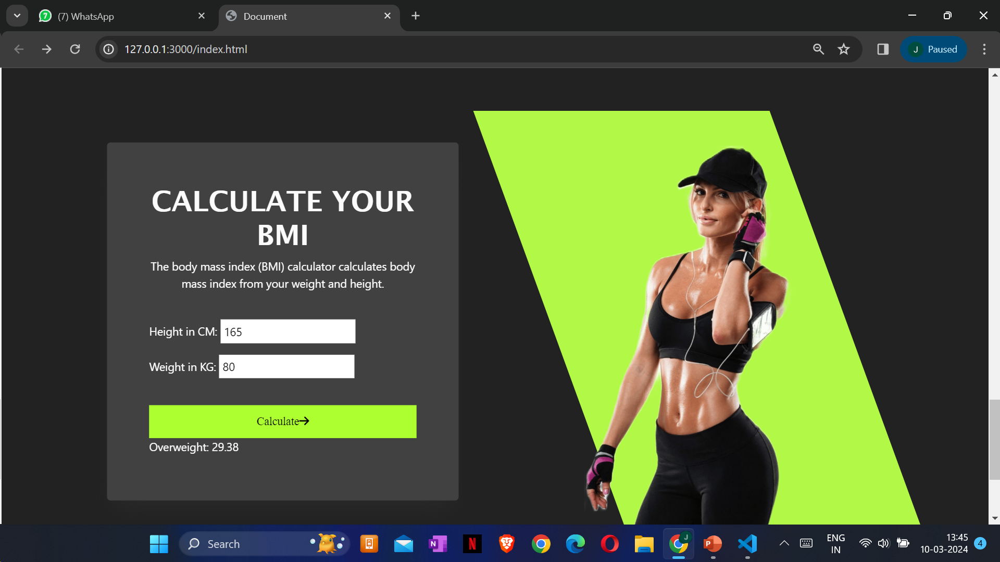 7
(7) WhatsApp
Document
127.0.0.1:3000/index.html
J
Paused
CALCULATE YOUR
BMI
The body mass index (BMI) calculator calculates body
mass index from your weight and height.
Height in CM: 165
Weight in KG: 80
Calculate
Overweight: 29.38
Search
N
N
J
P
ENG
IN
13:45
10-03-2024
4